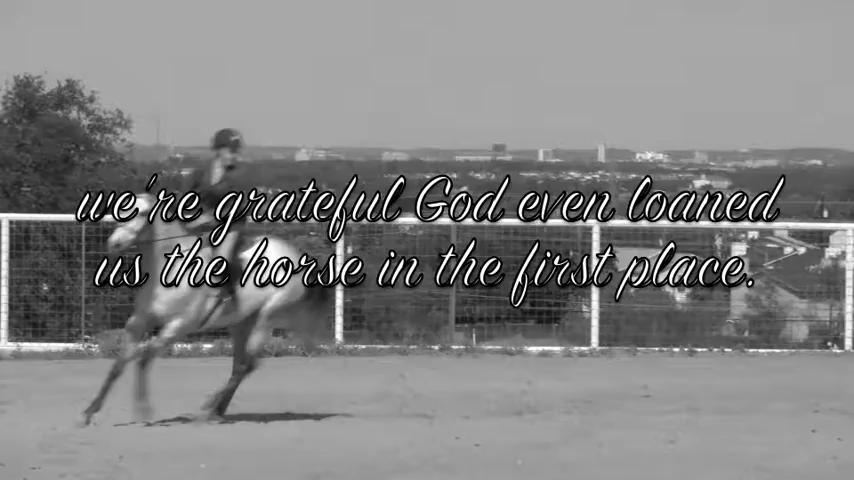 we're grateful God even loaned
us the horse in the first place.